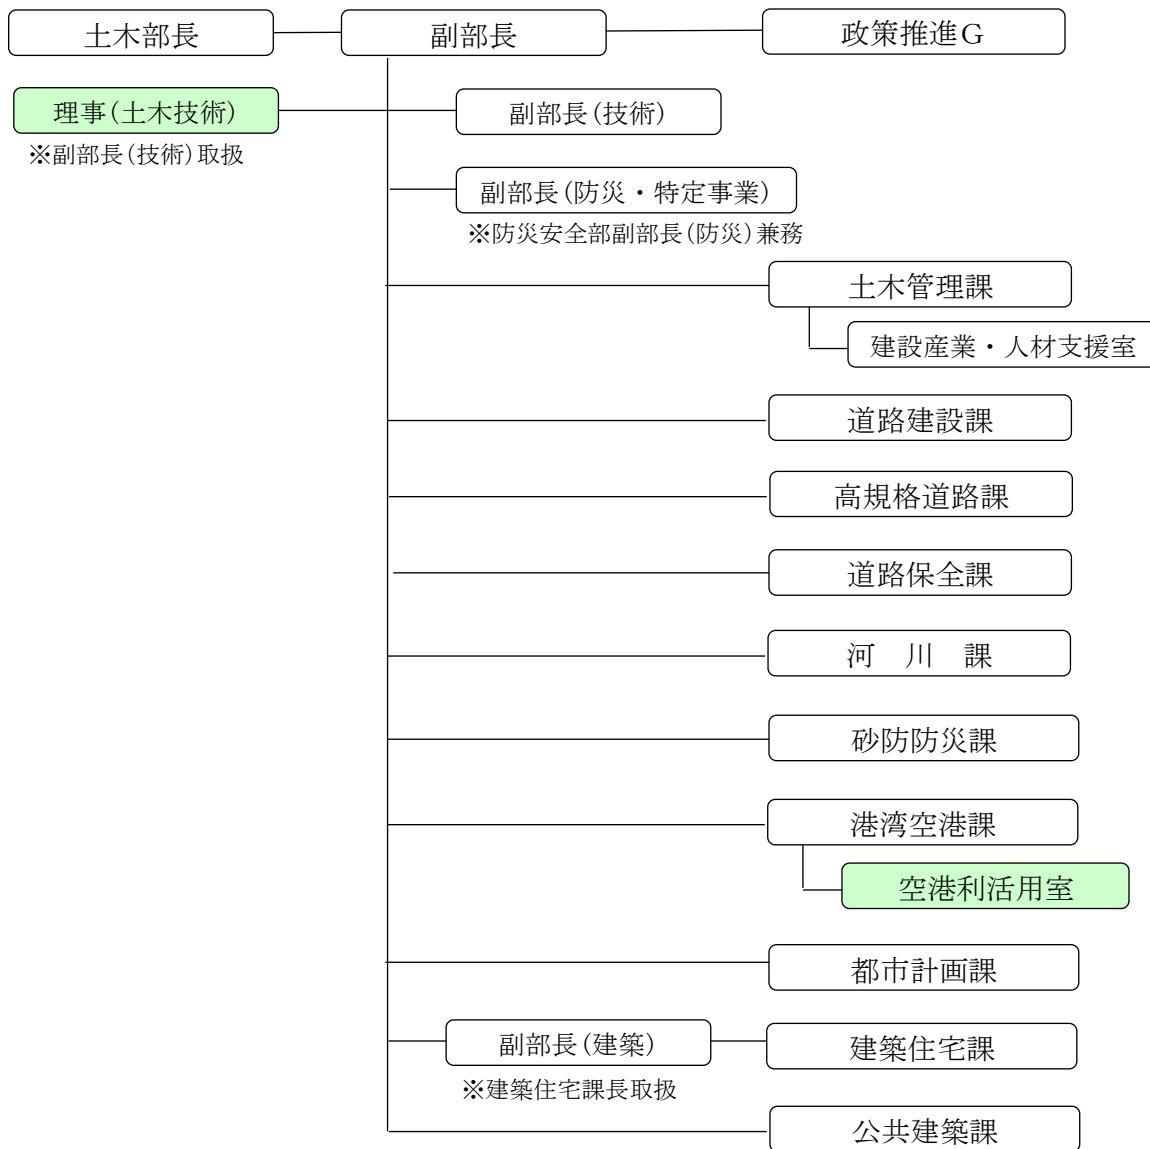 土木部長
副部長
政策推進G
理事(土木技術)
副部長(技術)
※副部長(技術)取扱
副部長(防災・特定事業)
※防災安全部副部長(防災)兼務
土木管理課
建設産業・人材支援室
道路建設課
高規格道路課
道路保全課
河　川　課
砂防防災課
港湾空港課
空港利活用室
都市計画課
副部長(建築)
建築住宅課
※建築住宅課長取扱
公共建築課